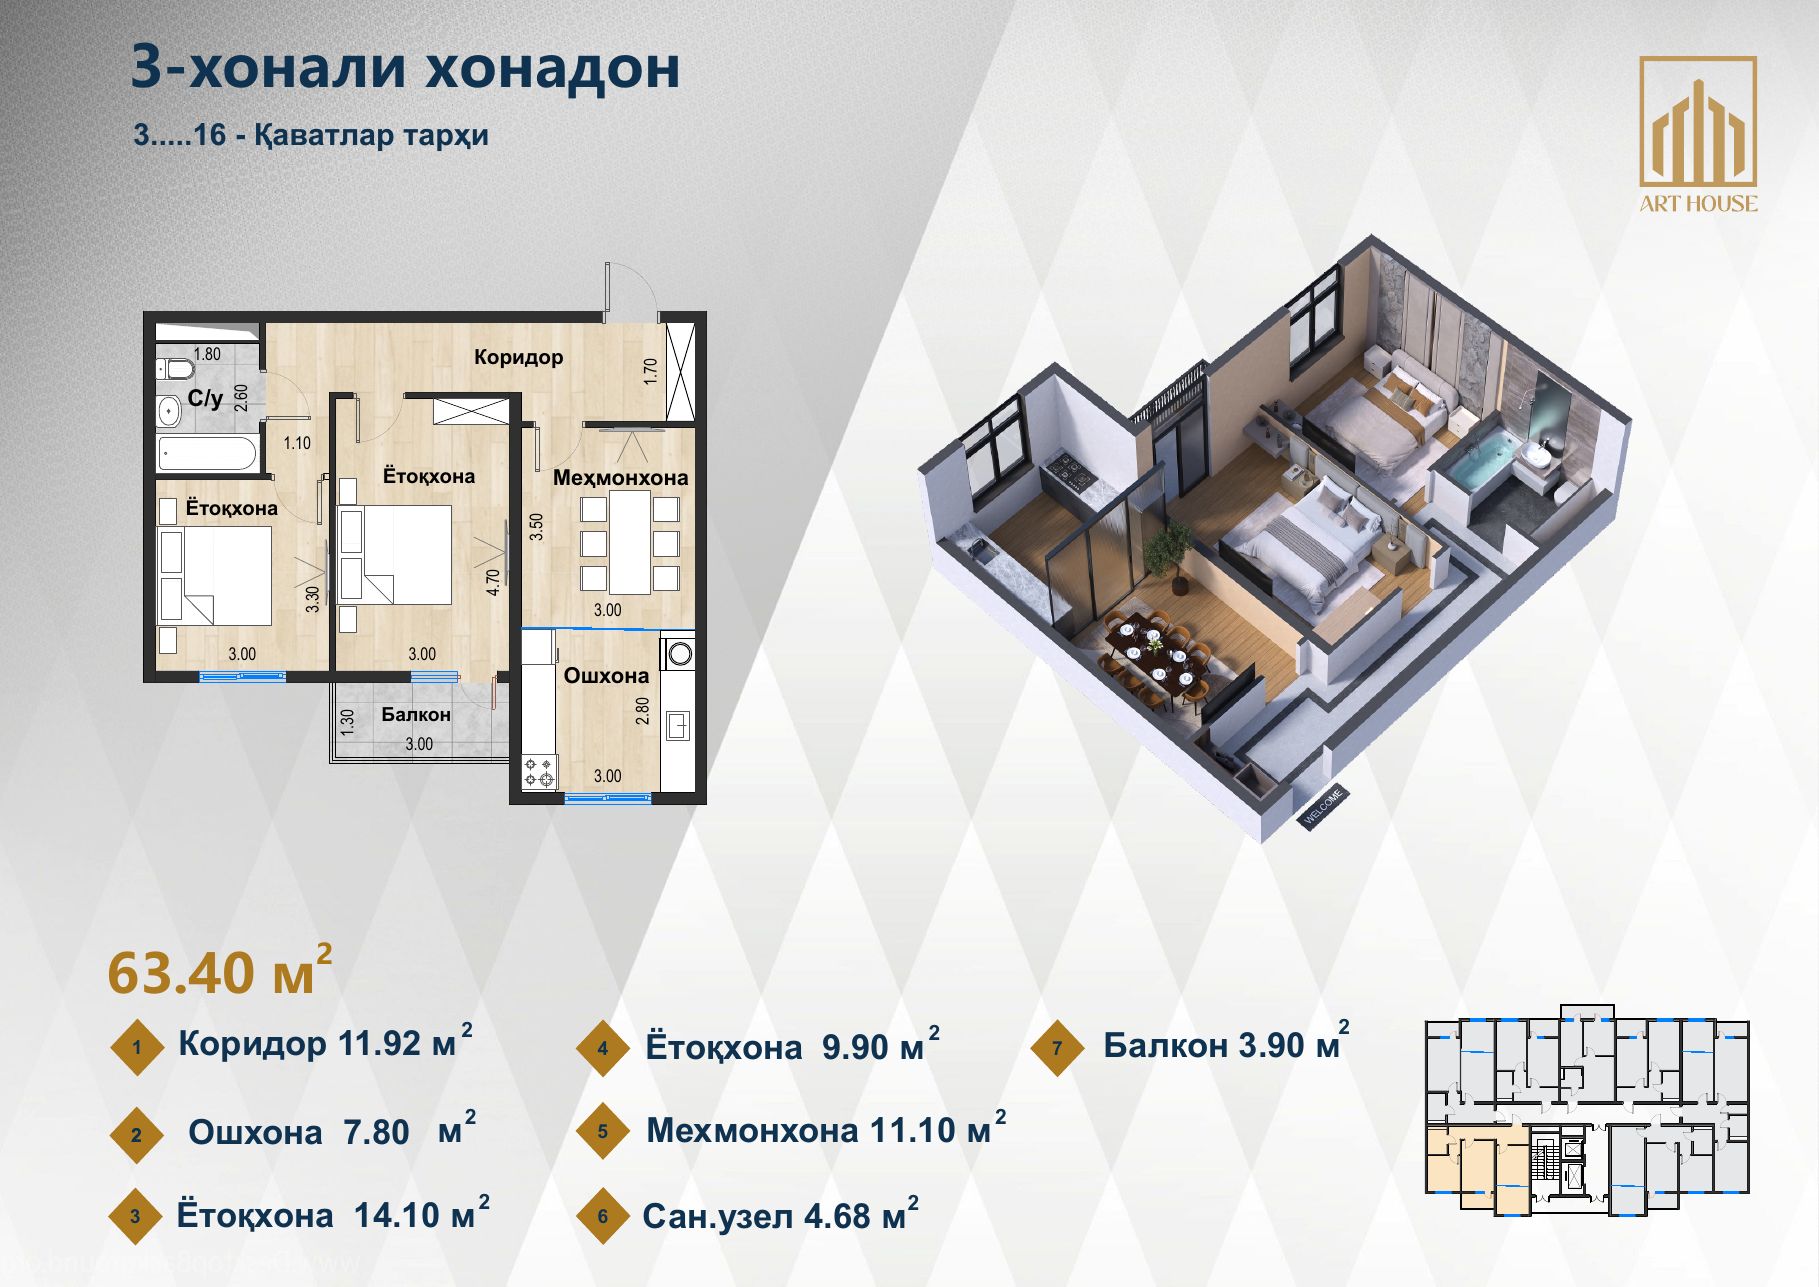 3-хонали хонадон
3.....16 - Қаватлар тарҳи
ART HOUSE
Коридор
1.70
1.80
С/у
2.60
1.10
Ётоқхона
3.30
3.00
Ётоқхона
4.70
3.00
Меҳмонхона
3.50
3.00
Ошхона
2.80
3.00
Балкон
1.30
3.00
WELCOME
63.40 м²
1 Коридор 11.92 м²
2 Ошхона 7.80 м²
3 Ётоқхона 14.10 м²
4 Ётоқхона 9.90 м²
5 Мехмонхона 11.10 м²
6 Сан.узел 4.68 м²
7 Балкон 3.90 м²